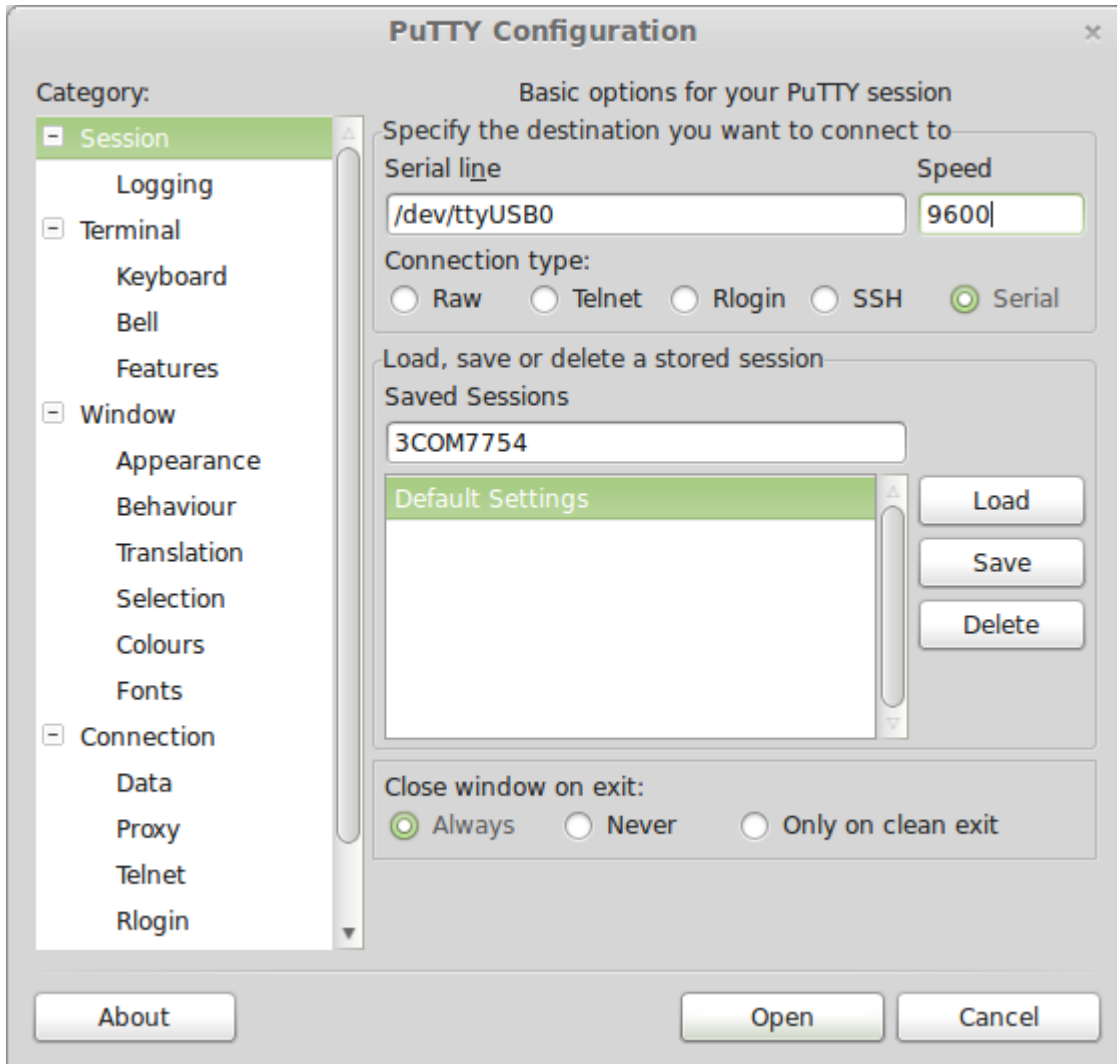 PuTTY Configuration
Category:
Session
Logging
Terminal
Keyboard
Bell
Features
Window
Appearance
Behaviour
Translation
Selection
Colours
Fonts
Connection
Data
Proxy
Telnet
Rlogin
Basic options for your PuTTY session
Specify the destination you want to connect to
Serial line Speed
/dev/ttyUSB0 9600
Connection type:
Raw Telnet Rlogin SSH Serial
Load, save or delete a stored session
Saved Sessions
3COM7754
Default Settings
Load
Save
Delete
Close window on exit:
Always Never Only on clean exit
About Open Cancel